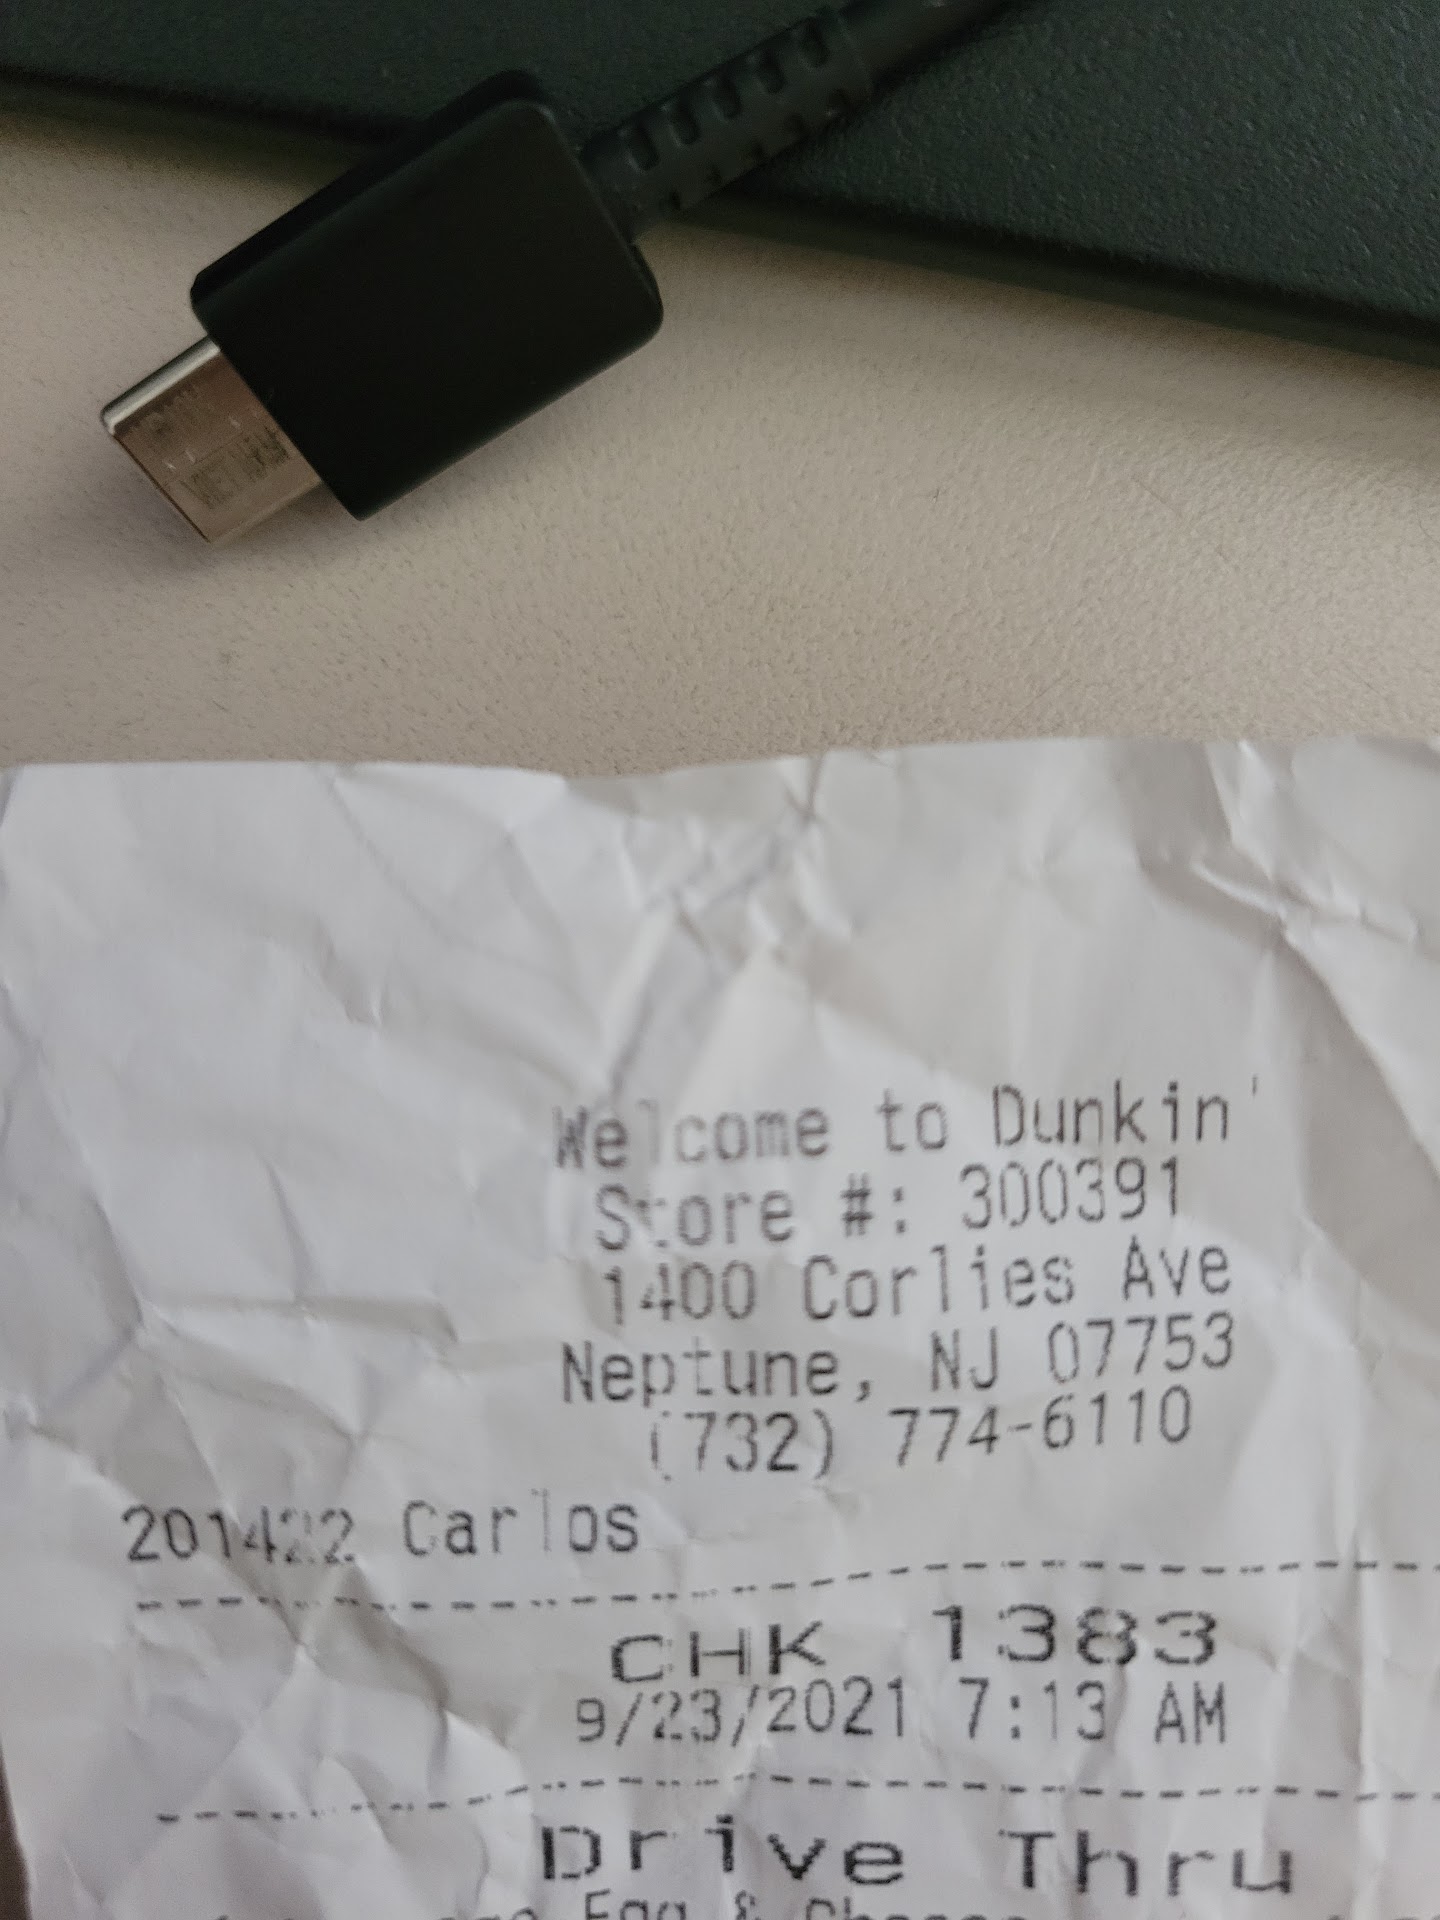 Welcome to Dunkin'
Store #: 300391
1400 Corlies Ave
Neptune, NJ 07753
(732) 774-6110
201422 Carlos
CHK 1383
9/23/2021 7:13 AM
Drive Thru
Egg &